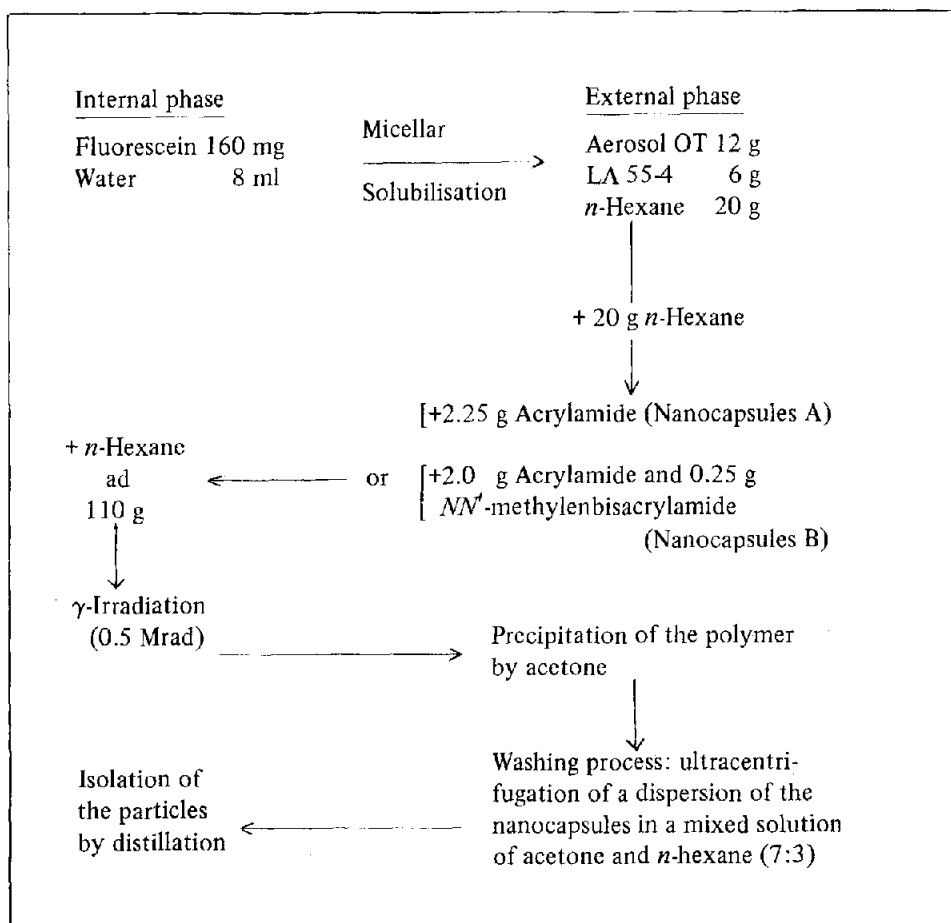 Internal phase
Fluorescein 160 mg
Water 8 ml
Micellar
Solubilisation
External phase
Aerosol OT 12 g
LA 55-4 6 g
n-Hexane 20 g
+ 20 g n-Hexane
[+2.25 g Acrylamide (Nanocapsules A)
or
[+2.0 g Acrylamide and 0.25 g
NN'-methylenbisacrylamide
(Nanocapsules B)
+ n-Hexane
ad
110 g
γ-Irradiation
(0.5 Mrad)
Precipitation of the polymer
by acetone
Washing process: ultracentri-
fugation of a dispersion of the
nanocapsules in a mixed solution
of acetone and n-hexane (7:3)
Isolation of
the particles
by distillation